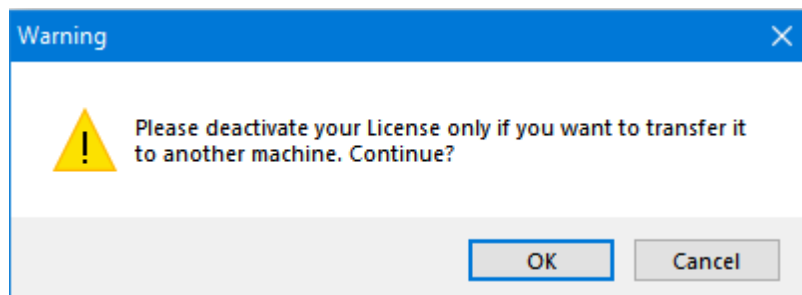 Warning
Please deactivate your License only if you want to transfer it
to another machine. Continue?
OK
Cancel